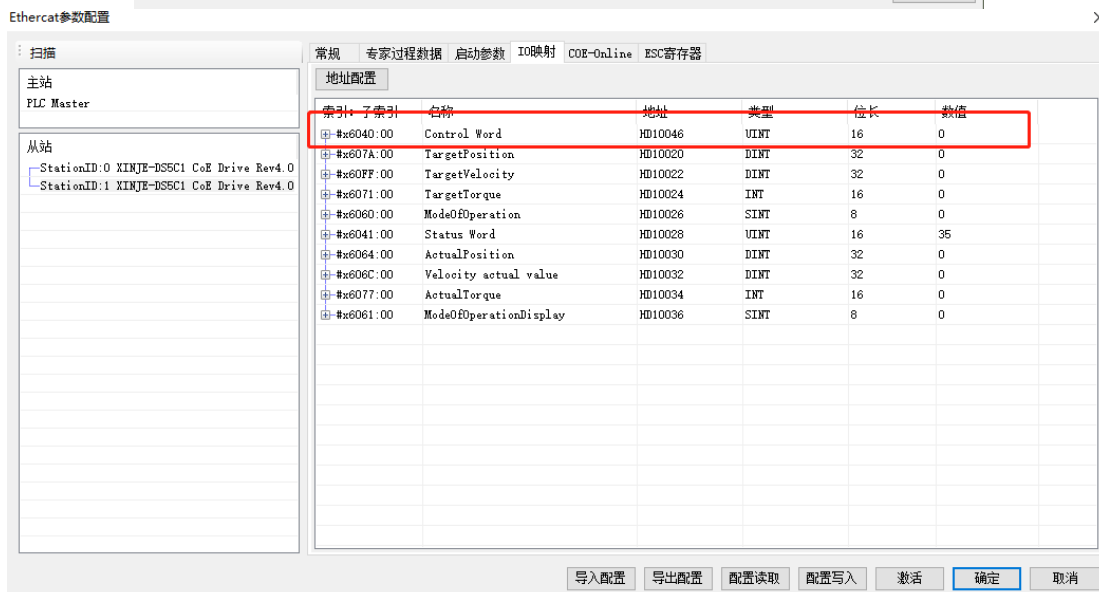 Ethercat参数配置
扫描
主站
PLC Master
从站
StationID:0 XINJE-DS5C1 CoE Drive Rev4.0
StationID:1 XINJE-DS5C1 CoE Drive Rev4.0
常规 专家过程数据 启动参数 IO映射 COE-Online ESC寄存器
地址配置
索引: 子索引 名称 地址 类型 位长 数值
#x6040:00 Control Word HD10046 UINT 16 0
#x607A:00 TargetPosition HD10020 DINT 32 0
#x60FF:00 TargetVelocity HD10022 DINT 32 0
#x6071:00 TargetTorque HD10024 INT 16 0
#x6060:00 ModeOfOperation HD10026 SINT 8 0
#x6041:00 Status Word HD10028 UINT 16 35
#x6064:00 ActualPosition HD10030 DINT 32 0
#x606C:00 Velocity actual value HD10032 DINT 32 0
#x6077:00 ActualTorque HD10034 INT 16 0
#x6061:00 ModeOfOperationDisplay HD10036 SINT 8 0
导入配置 导出配置 配置读取 配置写入 激活 确定 取消